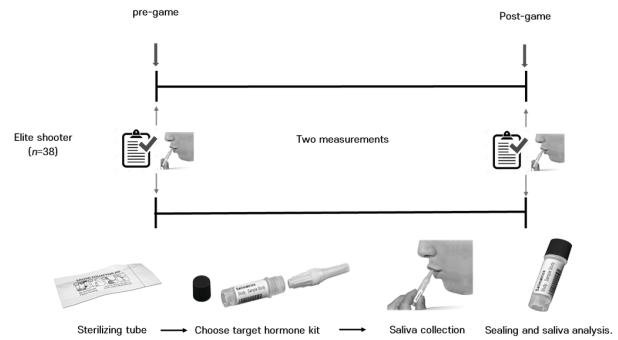 pre-game
Post-game
Elite shooter
(n=38)
Two measurements
Sterilizing tube
Choose target hormone kit
Saliva collection
Sealing and saliva analysis.